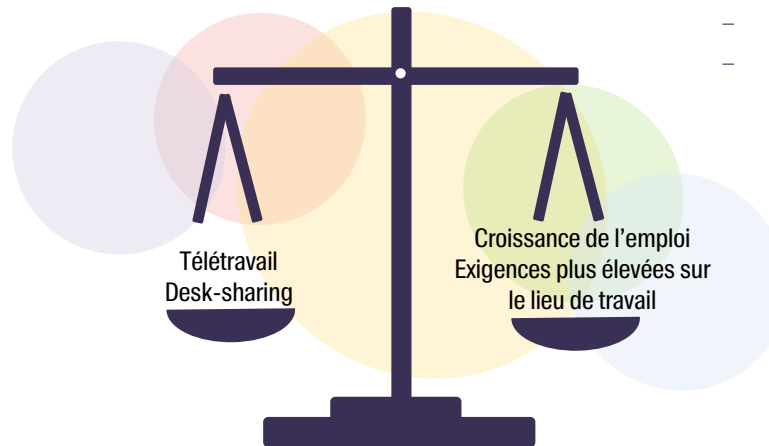 –
–
Télétravail
Desk-sharing
Croissance de l’emploi
Exigences plus élevées sur
le lieu de travail